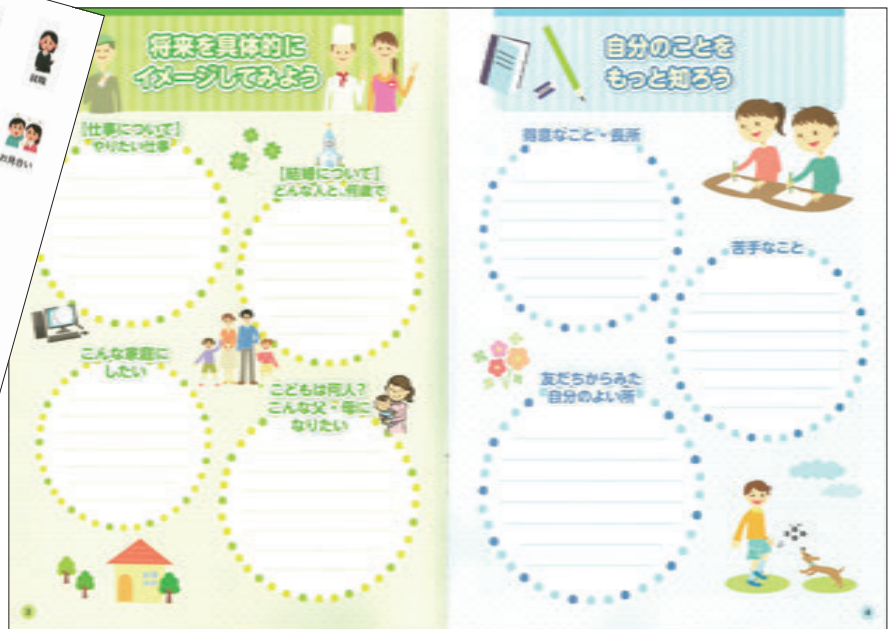 就職
お見合い
将来を具体的に
イメージしてみよう
【仕事について】
やりたい仕事
【結婚について】
どんな人と、何歳で
こんな家庭に
したい
こどもは何人?
こんな父・母に
なりたい
3
自分のことを
もっと知ろう
得意なこと・長所
苦手なこと
友だちからみた
自分のよい所
4